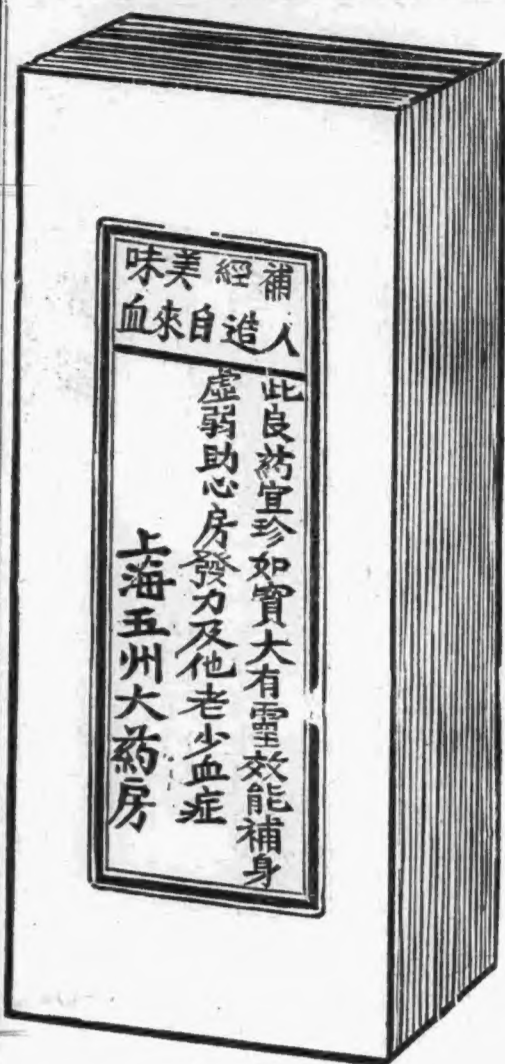 補經美味
人造自來血
此良葯宜珍如寶大有靈效能補身
虛弱助心房發力及他老少血症
上海五州大葯房